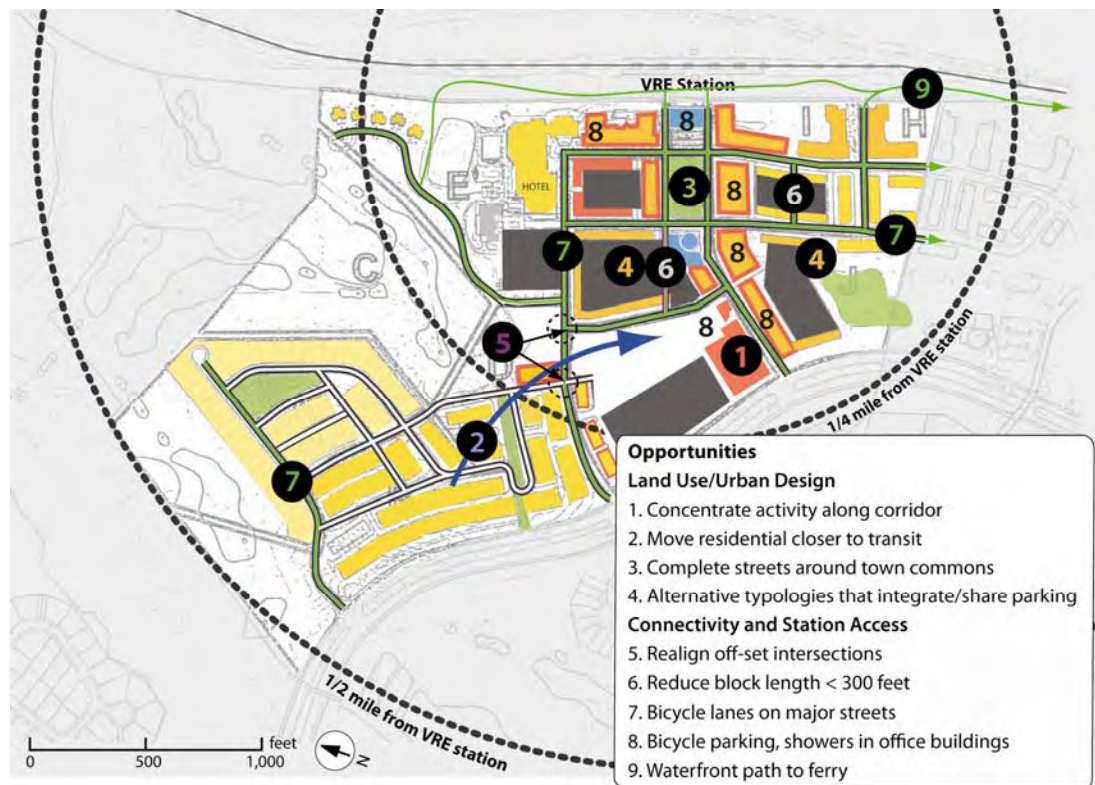 VRE Station
9
8
8
I
H
HOTEL
E
3
8
6
7
7
8
4
6
4
C
J
8
8
5
1
2
1/4 mile from VRE station
7
1/2 mile from VRE station
feet
0 500 1,000
N
Opportunities
Land Use/Urban Design
1. Concentrate activity along corridor
2. Move residential closer to transit
3. Complete streets around town commons
4. Alternative typologies that integrate/share parking
Connectivity and Station Access
5. Realign off-set intersections
6. Reduce block length < 300 feet
7. Bicycle lanes on major streets
8. Bicycle parking, showers in office buildings
9. Waterfront path to ferry